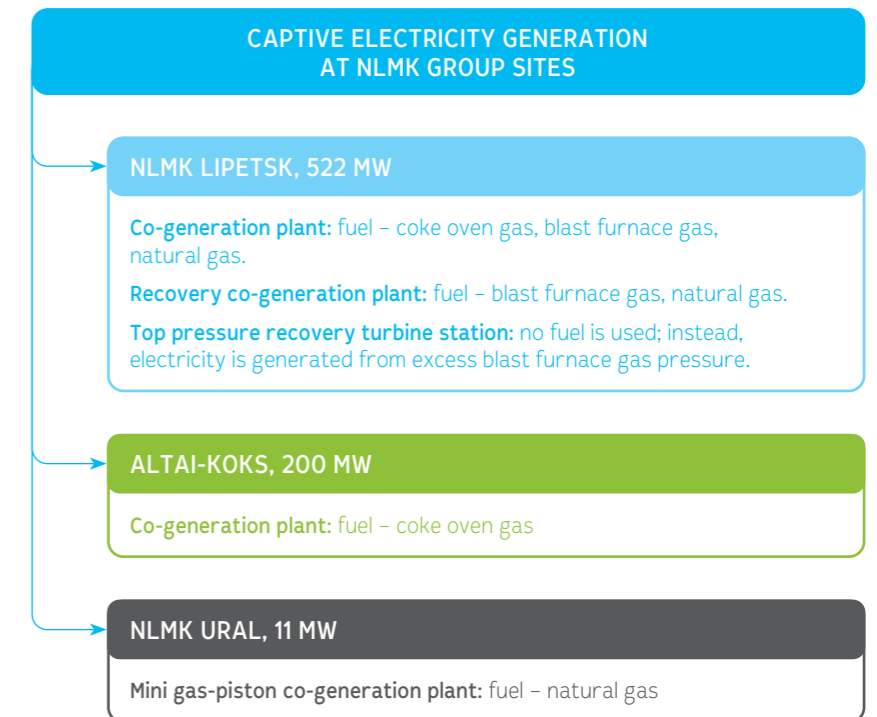 CAPTIVE ELECTRICITY GENERATION
AT NLMK GROUP SITES
NLMK LIPETSK, 522 MW
Co-generation plant: fuel – coke oven gas, blast furnace gas,
natural gas.
Recovery co-generation plant: fuel – blast furnace gas, natural gas.
Top pressure recovery turbine station: no fuel is used; instead,
electricity is generated from excess blast furnace gas pressure.
ALTAI-KOKS, 200 MW
Co-generation plant: fuel – coke oven gas
NLMK URAL, 11 MW
Mini gas-piston co-generation plant: fuel – natural gas